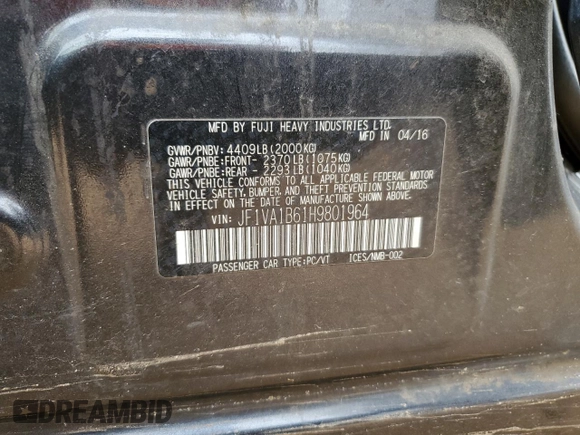 MFD BY FUJI HEAVY INDUSTRIES LTD.
MFD IN 04/16
GVWR/PNBV: 4409LB(2000KG)
GAWR/PNBE:FRONT- 2370LB(1075KG)
GAWR/PNBE:REAR - 2293LB(1040KG)
THIS VEHICLE CONFORMS TO ALL APPLICABLE FEDERAL MOTOR
VEHICLE SAFETY, BUMPER, AND THEFT PREVENTION STANDARDS
IN EFFECT ON THE DATE OF MANUFACTURE SHOWN ABOVE.
VIN: JF1VA1B61H9801964
PASSENGER CAR TYPE:PC/VT ICES/NMB-002
DREAMBID